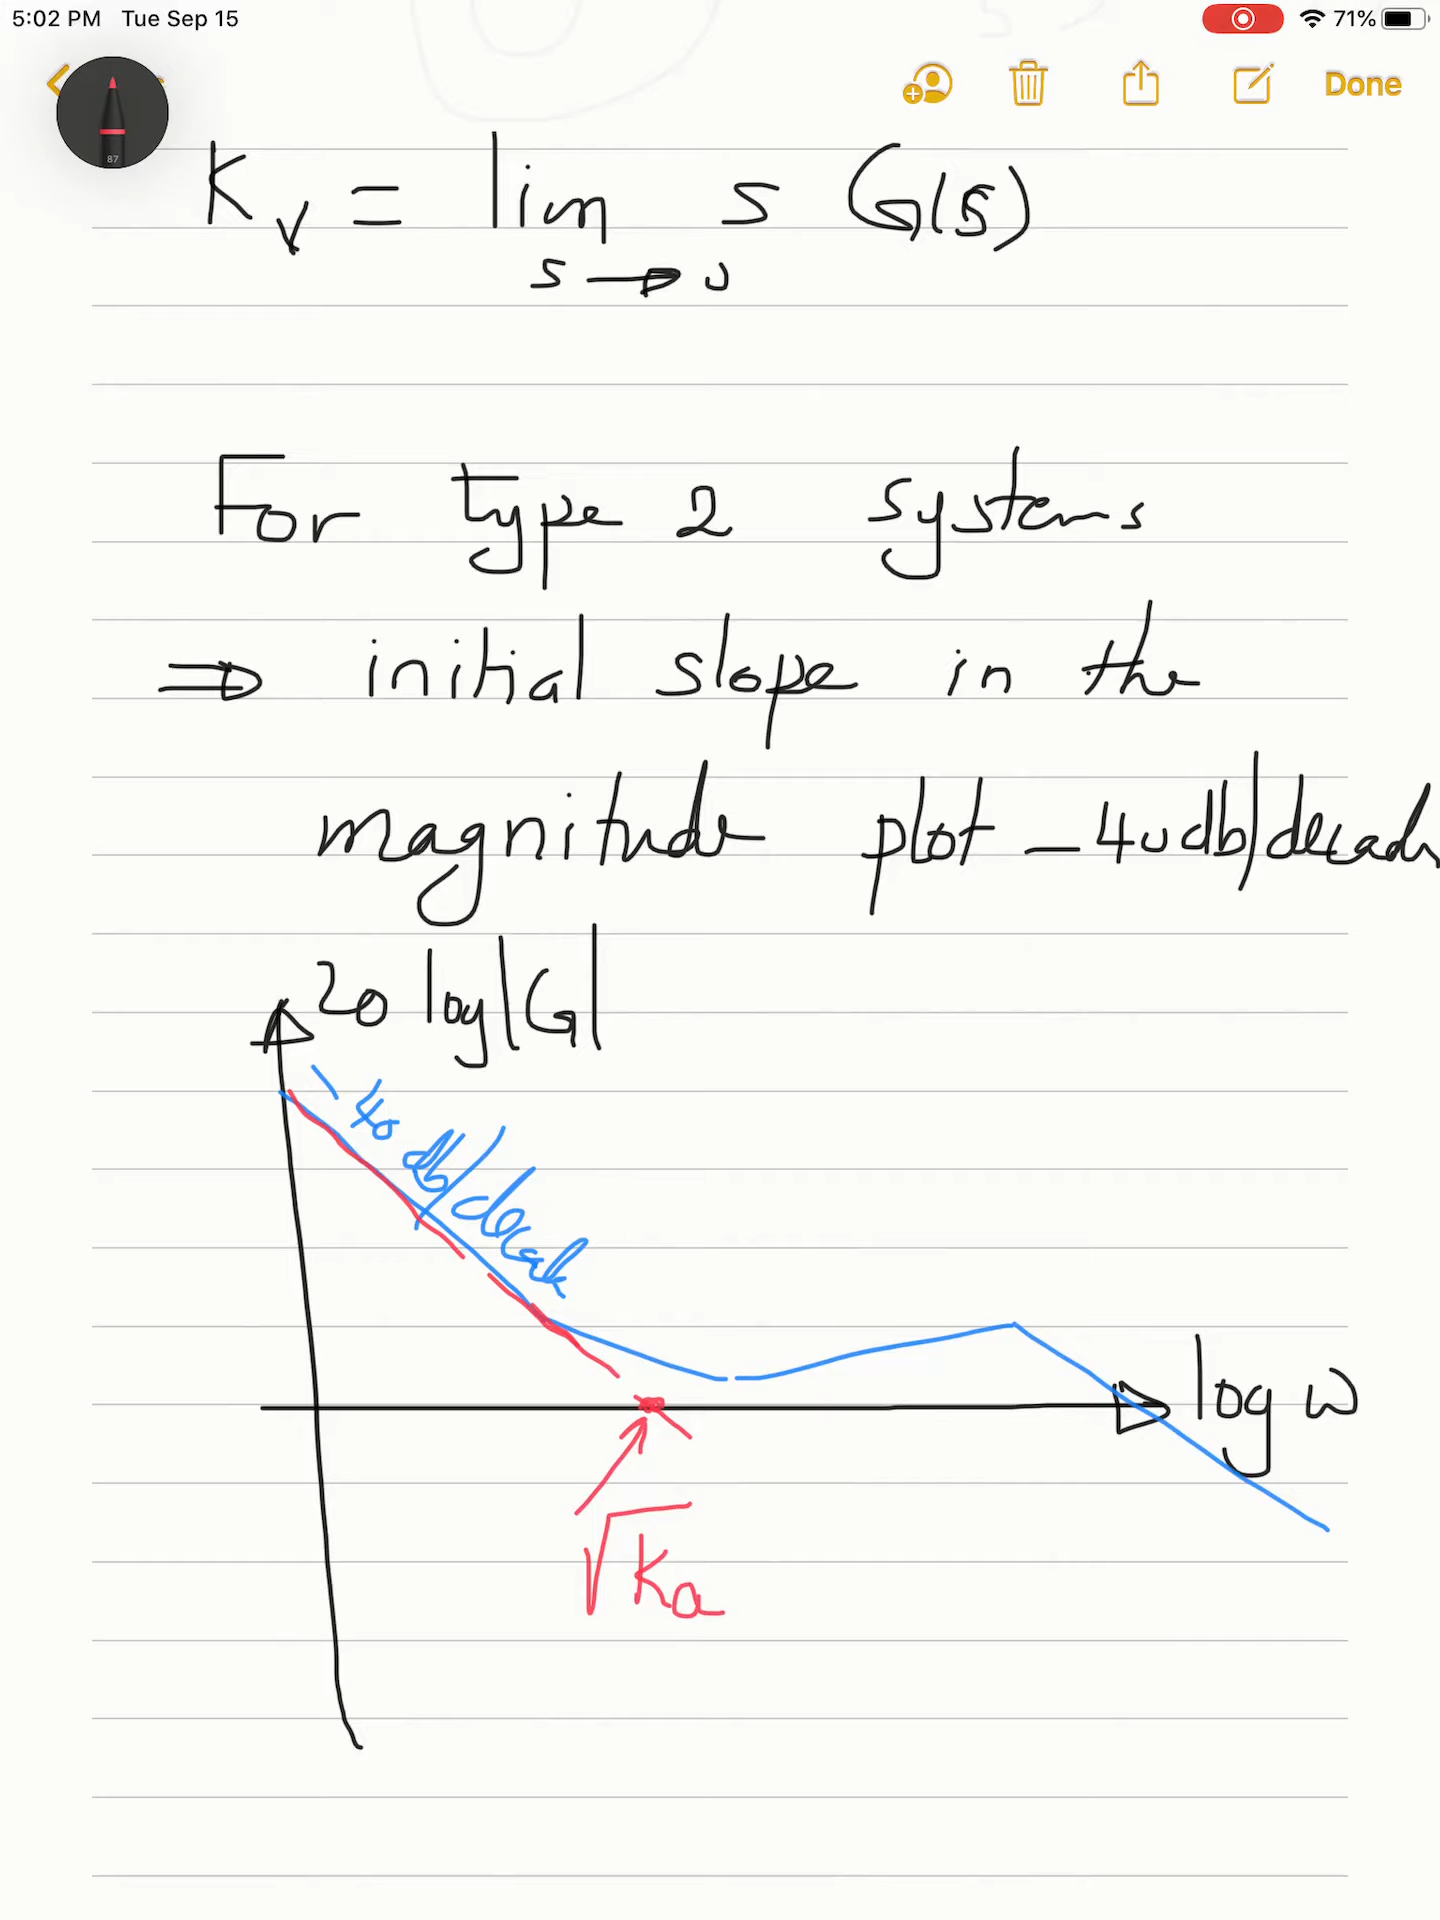 5:02 PM Tue Sep 15
71%
Done
87
Kv = lim s G(s)
s → 0
For type 2 systems
⇒ initial slope in the
magnitude plot -40db/decade
20 log|G|
-40 db/decade
log ω
√Ka